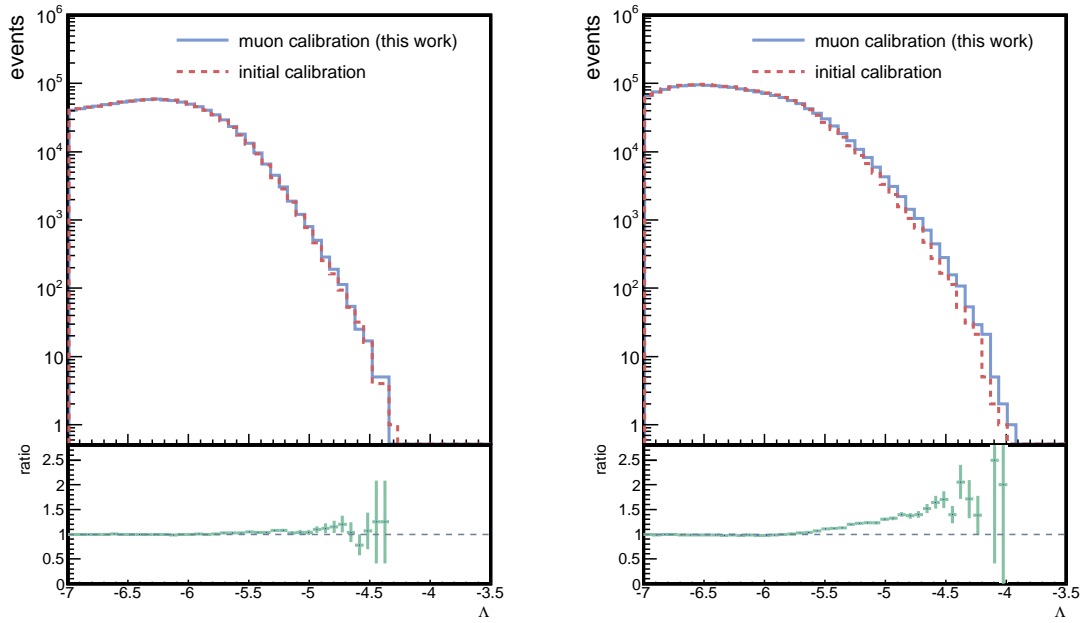 events
10^6
10^5
10^4
10^3
10^2
10
1
muon calibration (this work)
initial calibration
ratio
2.5
2
1.5
1
0.5
0
-7 -6.5 -6 -5.5 -5 -4.5 -4 -3.5
Λ
events
10^6
10^5
10^4
10^3
10^2
10
1
muon calibration (this work)
initial calibration
ratio
2.5
2
1.5
1
0.5
0
-7 -6.5 -6 -5.5 -5 -4.5 -4 -3.5
Λ